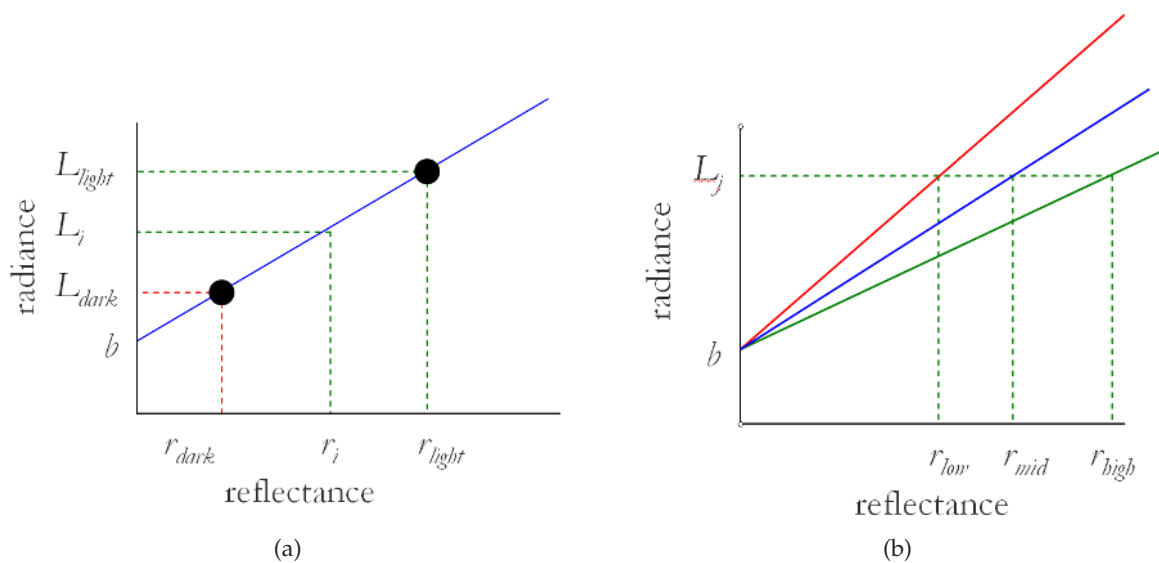 L_light
L_i
L_dark
b
radiance
r_dark
r_i
r_light
reflectance
(a)
L_j
b
radiance
r_low
r_mid
r_high
reflectance
(b)